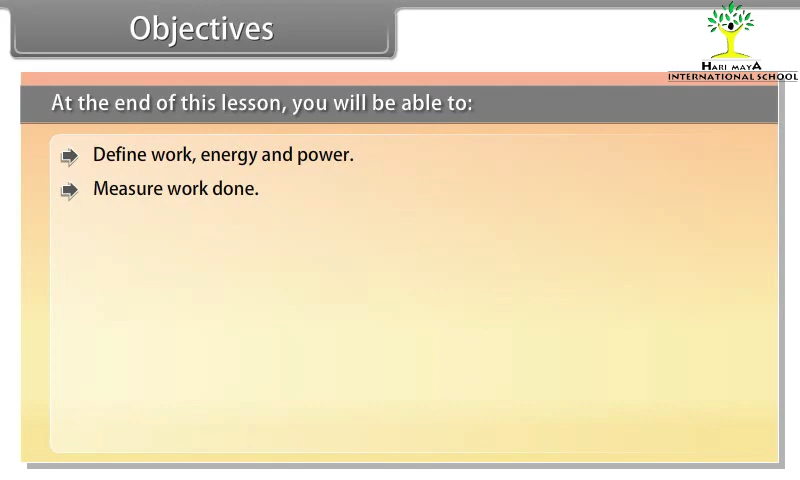 Objectives
HARI MAYA
INTERNATIONAL SCHOOL
At the end of this lesson, you will be able to:
Define work, energy and power.
Measure work done.